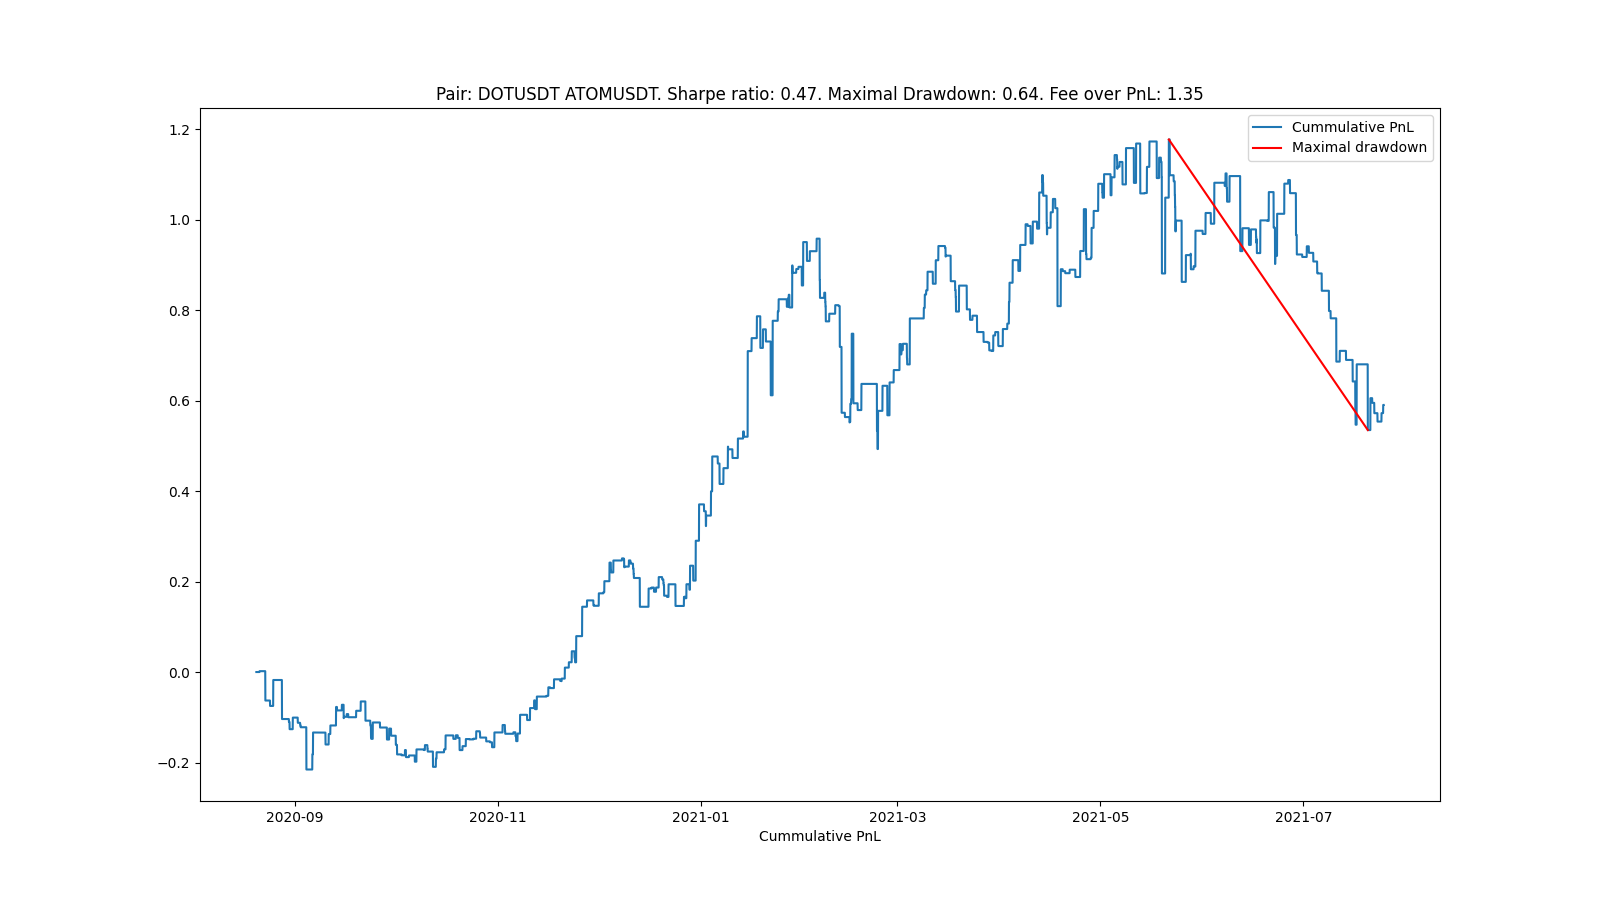 Pair: DOTUSDT ATOMUSDT. Sharpe ratio: 0.47. Maximal Drawdown: 0.64. Fee over PnL: 1.35
Cummulative PnL
Maximal drawdown
1.2
1.0
0.8
0.6
0.4
0.2
0.0
−0.2
2020-09 2020-11 2021-01 2021-03 2021-05 2021-07
Cummulative PnL